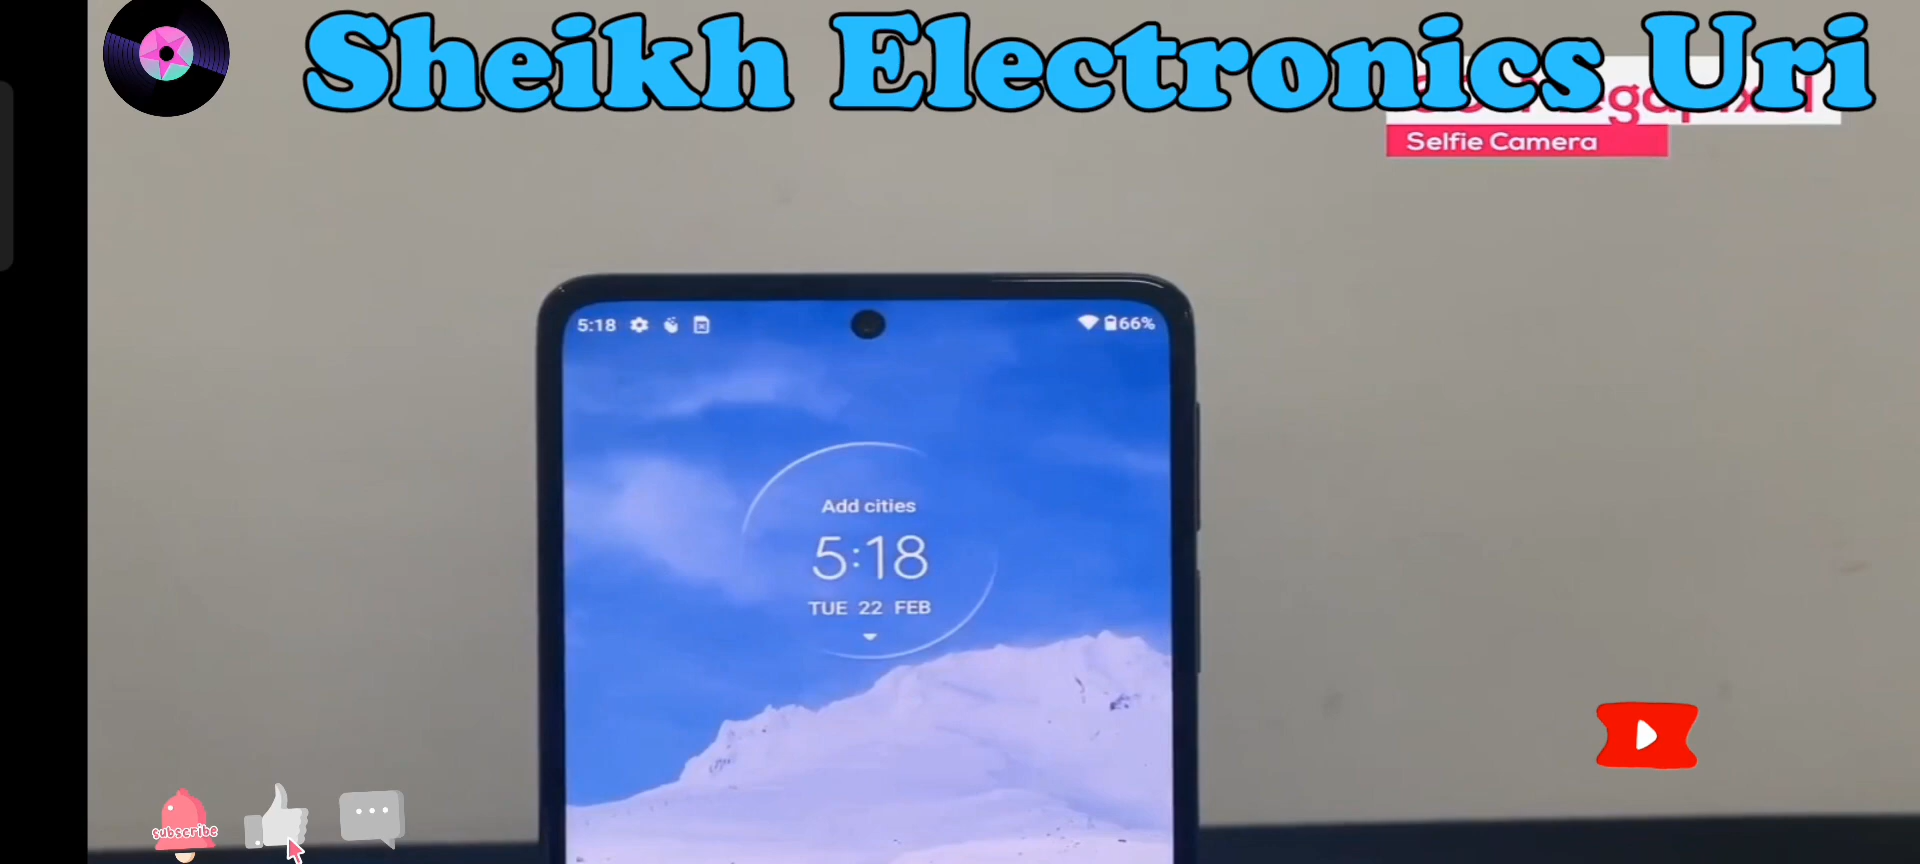 Sheikh Electronics Uri
Selfie Camera
5:18
66%
Add cities
5:18
TUE 22 FEB
subscribe